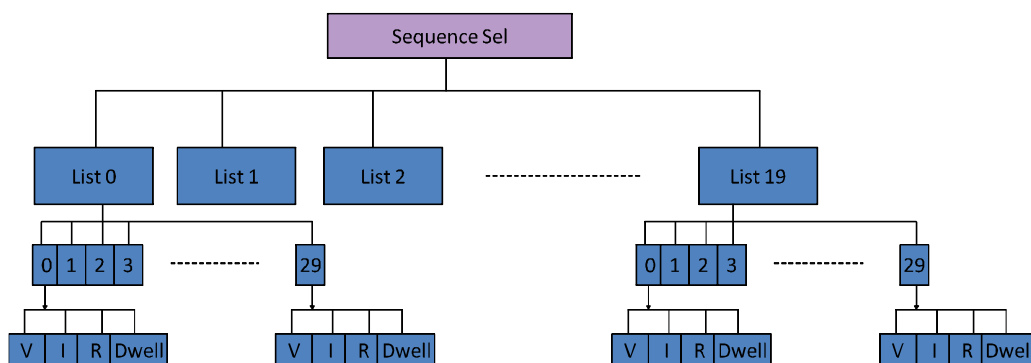 Sequence Sel
List 0 List 1 List 2 List 19
0 1 2 3 29 0 1 2 3 29
V I R Dwell V I R Dwell V I R Dwell V I R Dwel